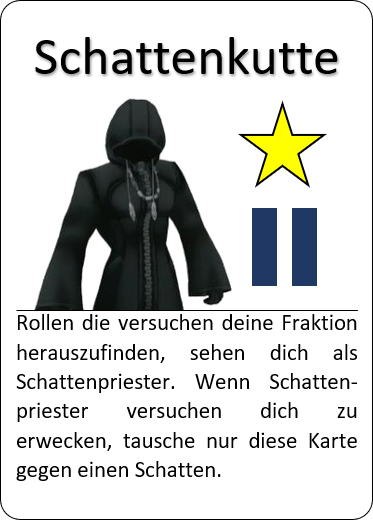 Schattenkutte
Rollen die versuchen deine Fraktion
herauszufinden, sehen dich als
Schattenpriester. Wenn Schatten-
priester versuchen dich zu
erwecken, tausche nur diese Karte
gegen einen Schatten.